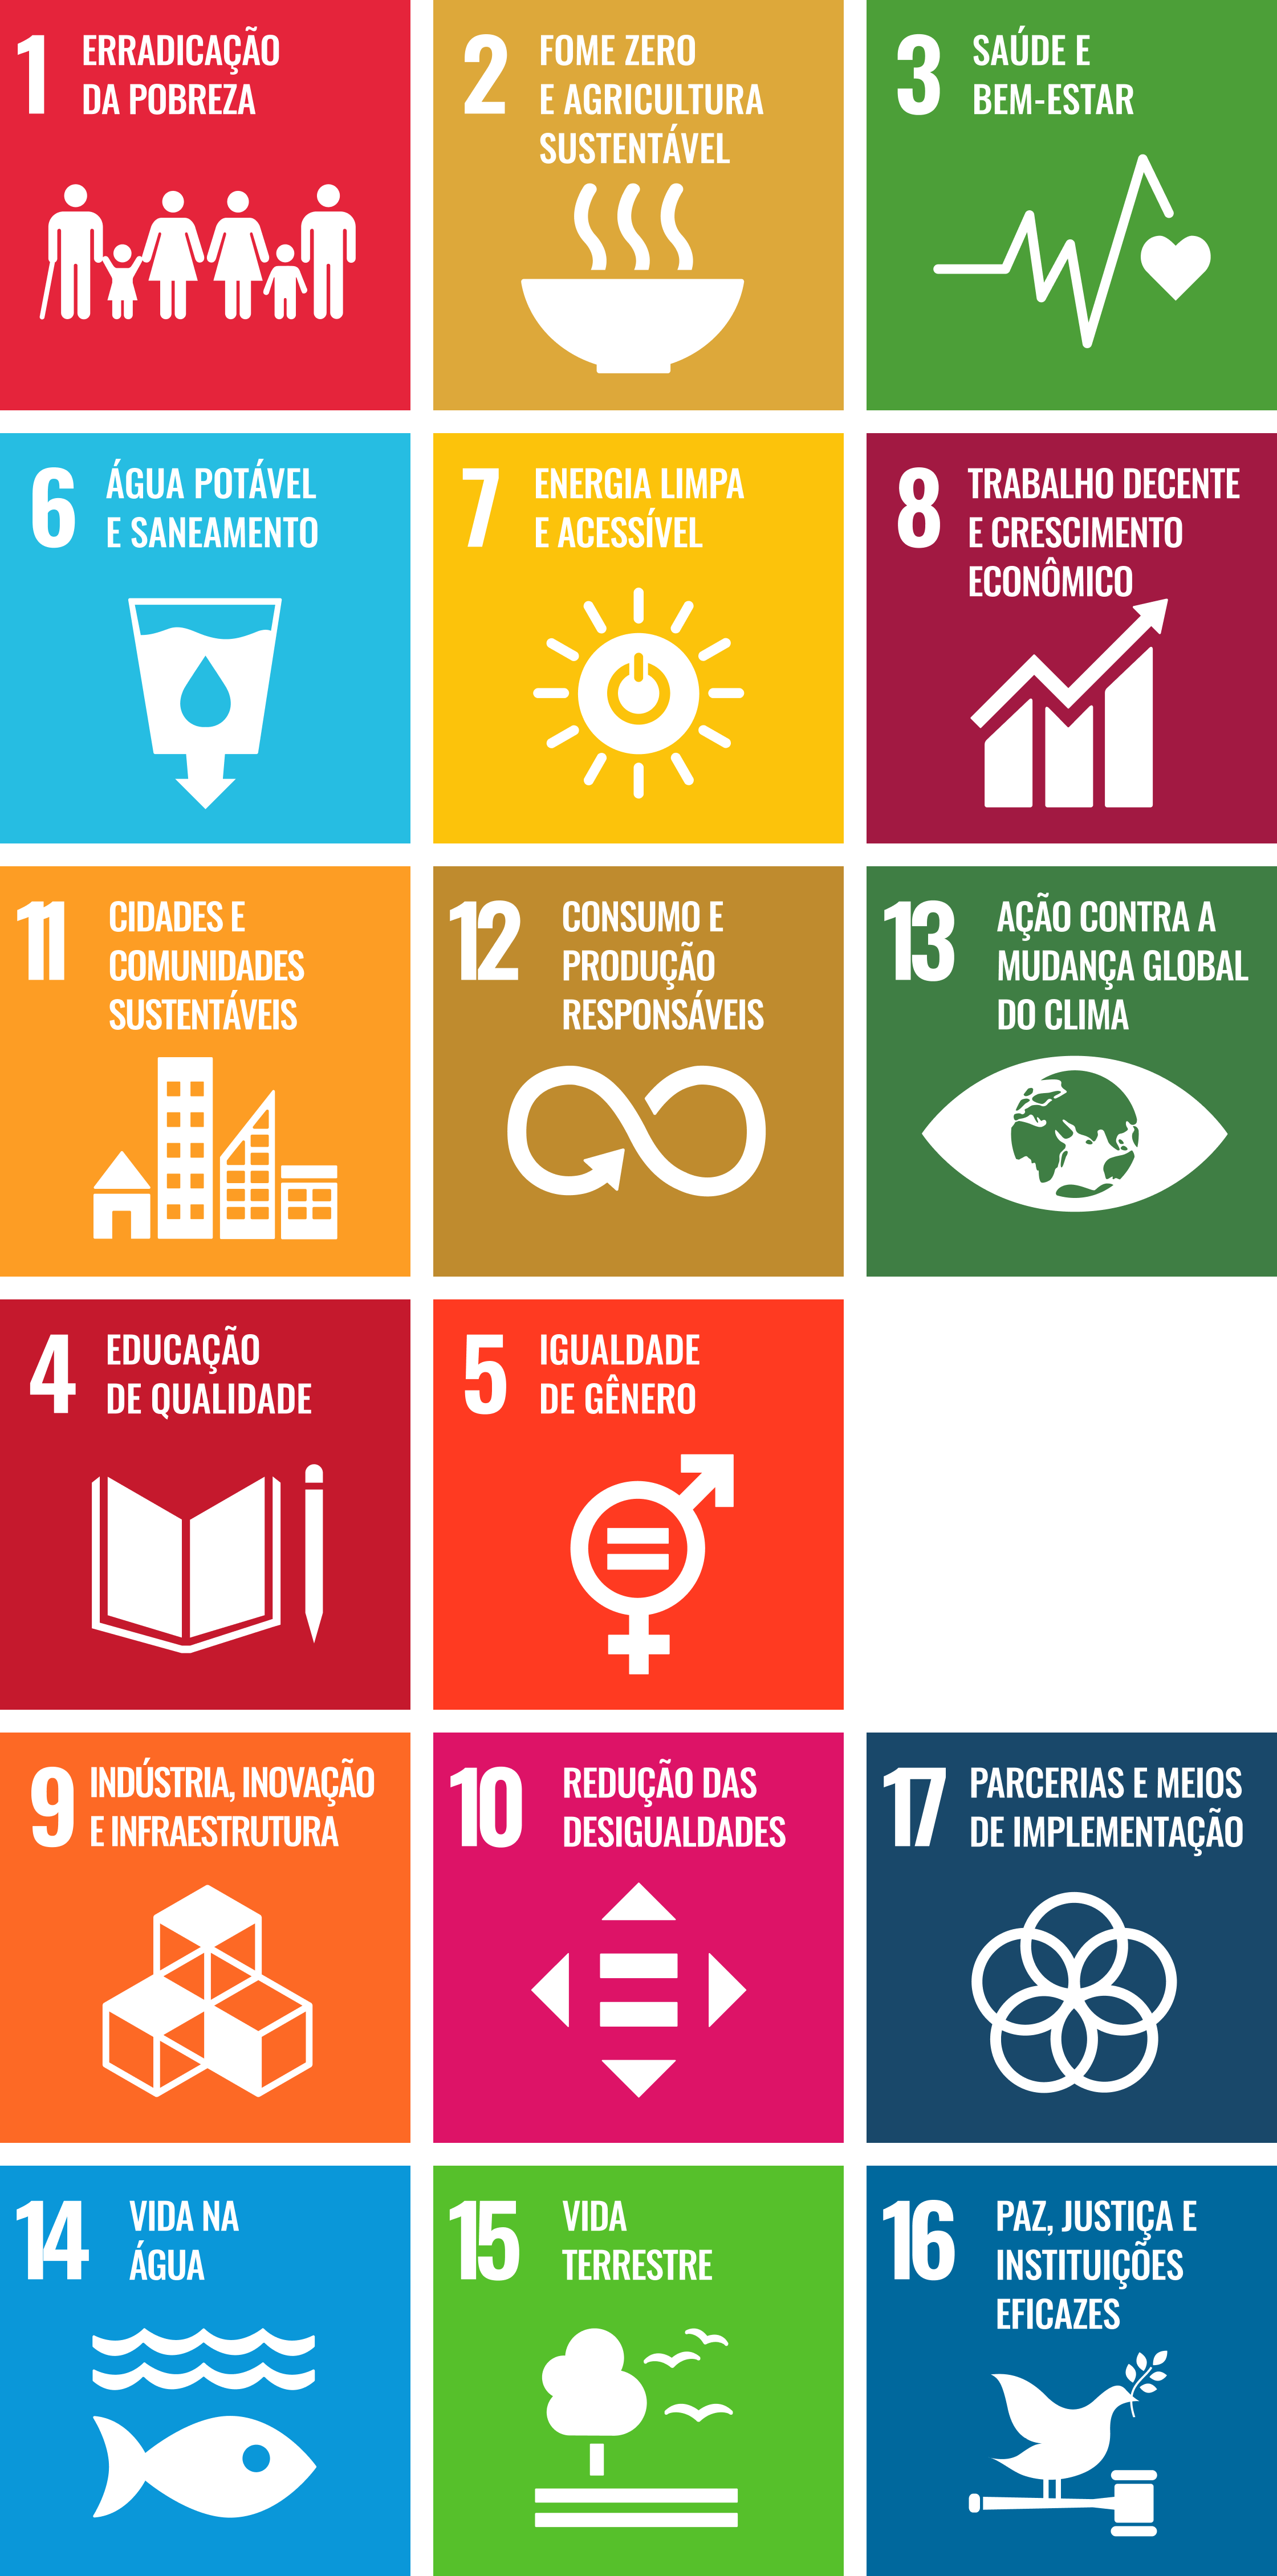 1
ERRADICAÇÃO
DA POBREZA
2
FOME ZERO
E AGRICULTURA
SUSTENTÁVEL
3
SAÚDE E
BEM-ESTAR
6
ÁGUA POTÁVEL
E SANEAMENTO
7
ENERGIA LIMPA
E ACESSÍVEL
8
TRABALHO DECENTE
E CRESCIMENTO
ECONÔMICO
11
CIDADES E
COMUNIDADES
SUSTENTÁVEIS
12
CONSUMO E
PRODUÇÃO
RESPONSÁVEIS
13
AÇÃO CONTRA A
MUDANÇA GLOBAL
DO CLIMA
4
EDUCAÇÃO
DE QUALIDADE
5
IGUALDADE
DE GÊNERO
9
INDÚSTRIA, INOVAÇÃO
E INFRAESTRUTURA
10
REDUÇÃO DAS
DESIGUALDADES
17
PARCERIAS E MEIOS
DE IMPLEMENTAÇÃO
14
VIDA NA
ÁGUA
15
VIDA
TERRESTRE
16
PAZ, JUSTIÇA E
INSTITUIÇÕES
EFICAZES